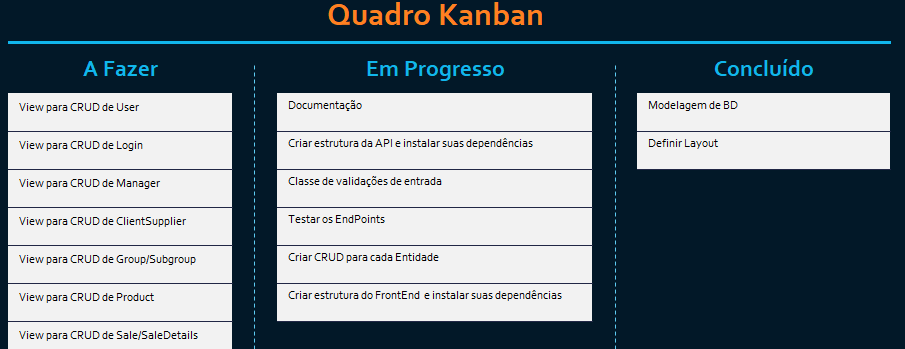 Quadro Kanban
A Fazer
View para CRUD de User
View para CRUD de Login
View para CRUD de Manager
View para CRUD de ClientSupplier
View para CRUD de Group/Subgroup
View para CRUD de Product
View para CRUD de Sale/SaleDetails
Em Progresso
Documentação
Criar estrutura da API e instalar suas dependências
Classe de validações de entrada
Testar os EndPoints
Criar CRUD para cada Entidade
Criar estrutura do FrontEnd e instalar suas dependências
Concluído
Modelagem de BD
Definir Layout